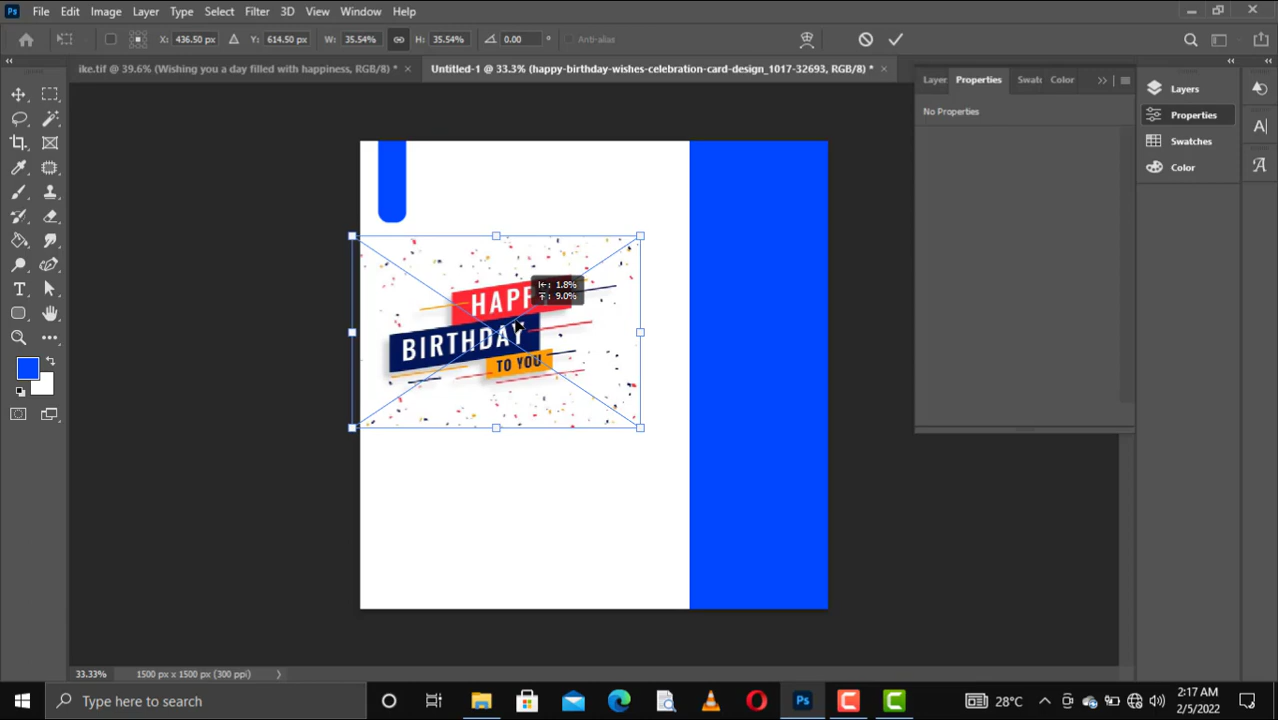 Ps File Edit Image Layer Type Select Filter 3D View Window Help
X: 436.50 px Y: 614.50 px W: 35.54% H: 35.54% 0.00 ° Anti-alias
ike.tif @ 39.6% (Wishing you a day filled with happiness, RGB/8) * ×
Untitled-1 @ 33.3% (happy-birthday-wishes-celebration-card-design_1017-32693, RGB/8) * ×
Layer Properties Swatc Color
No Properties
Layers
Properties
Swatches
Color
HAPP
1.8%
9.0%
BIRTHDAY
TO YOU
33.33% 1500 px x 1500 px (300 ppi)
Type here to search
Ps
28°C
2:17 AM
2/5/2022